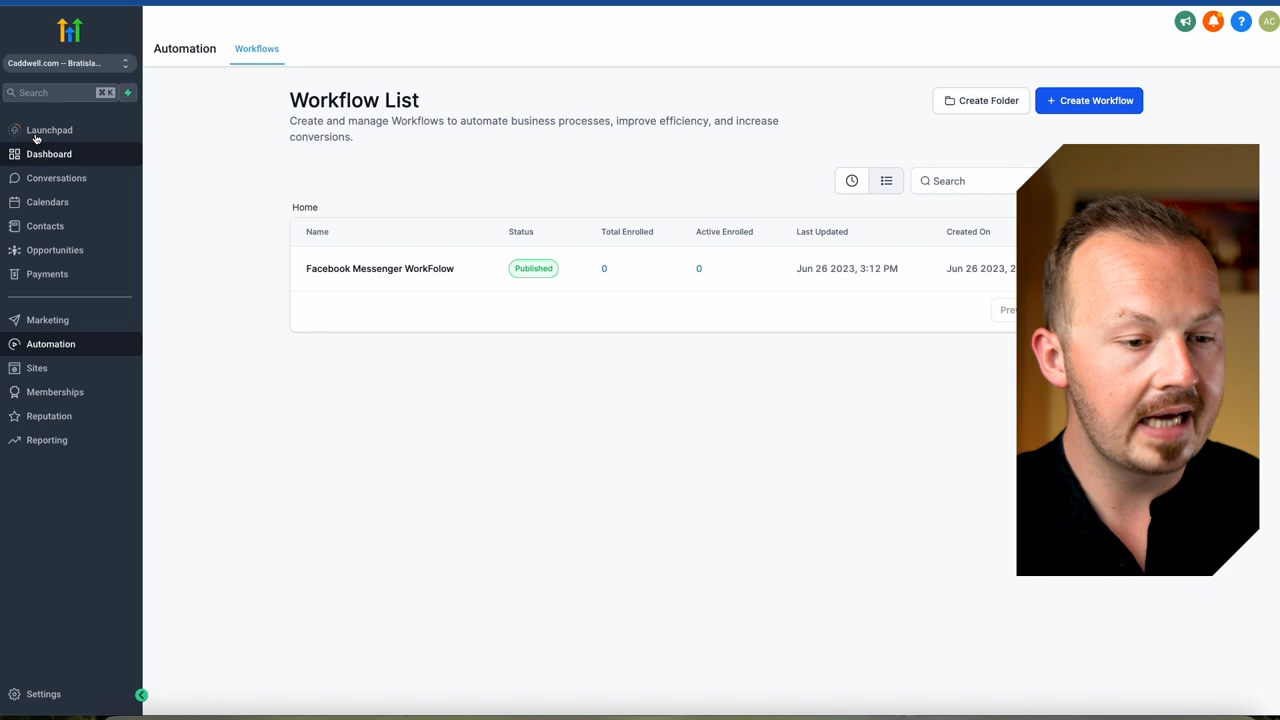 Caddwell.com -- Bratisla...
Search ⌘K
Launchpad
Dashboard
Conversations
Calendars
Contacts
Opportunities
Payments
Marketing
Automation
Sites
Memberships
Reputation
Reporting
Settings
Automation Workflows
AC
Workflow List
Create Folder
+ Create Workflow
Create and manage Workflows to automate business processes, improve efficiency, and increase
conversions.
Search
Home
Name Status Total Enrolled Active Enrolled Last Updated Created On
Facebook Messenger WorkFolow Published 0 0 Jun 26 2023, 3:12 PM Jun 26 2023, 2